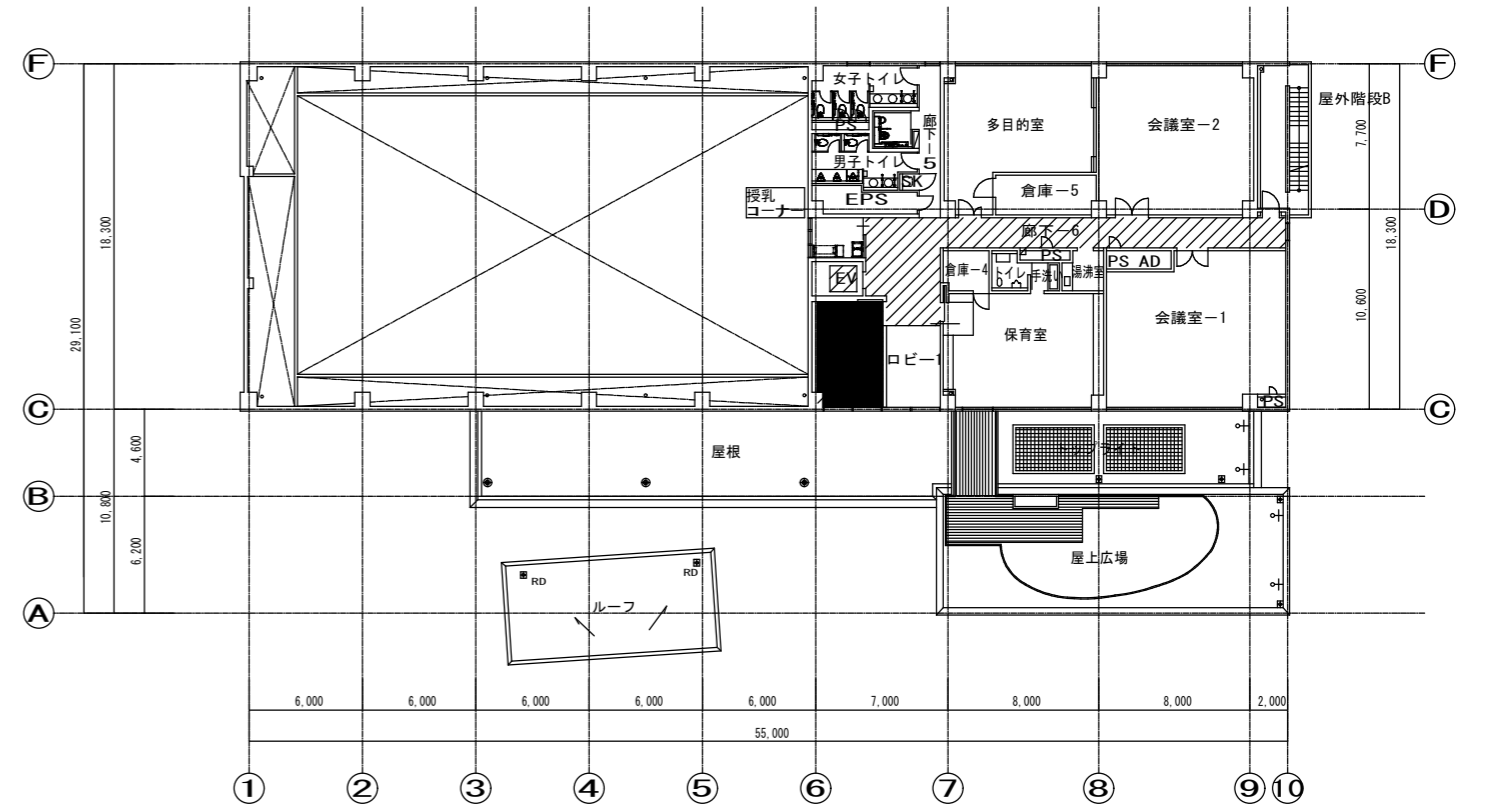 Ⓕ
Ⓕ
女子トイレ
屋外階段B
PS
廊下ー5
多目的室
会議室ー2
7,700
男子トイレ
SK
倉庫ー5
授乳
コーナー
EPS
Ⓓ
18,300
廊下ー6
18,300
PS
PS AD
EV
倉庫ー4
トイレ
手洗い
湯沸室
10,600
会議室ー1
29,100
保育室
ロビー1
PS
Ⓒ
Ⓒ
4,600
屋根
トップライト
Ⓑ
10,800
6,200
屋上広場
RD
RD
ルーフ
Ⓐ
6,000
6,000
6,000
6,000
6,000
7,000
8,000
8,000
2,000
55,000
① ② ③ ④ ⑤ ⑥ ⑦ ⑧ ⑨ ⑩